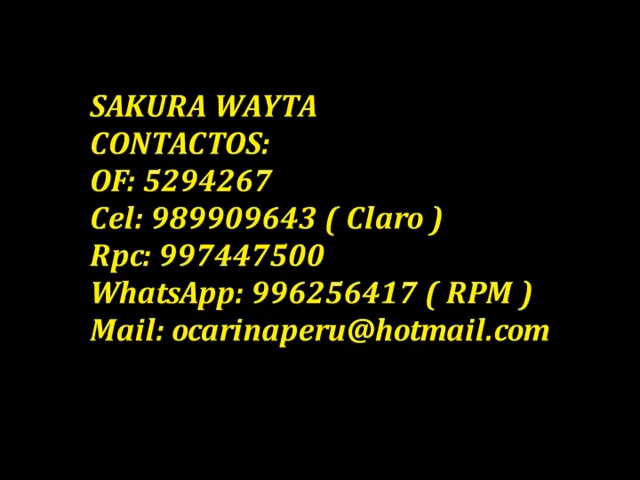 SAKURA WAYTA
CONTACTOS:
OF: 5294267
Cel: 989909643 ( Claro )
Rpc: 997447500
WhatsApp: 996256417 ( RPM )
Mail: ocarinaperu@hotmail.com